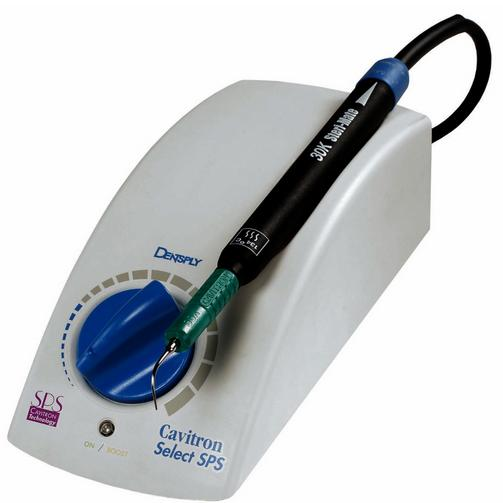 30K Steri-Mate
DENTSPLY
SPS
CAVITRON
Technology
ON / BOOST
Cavitron
Select SPS